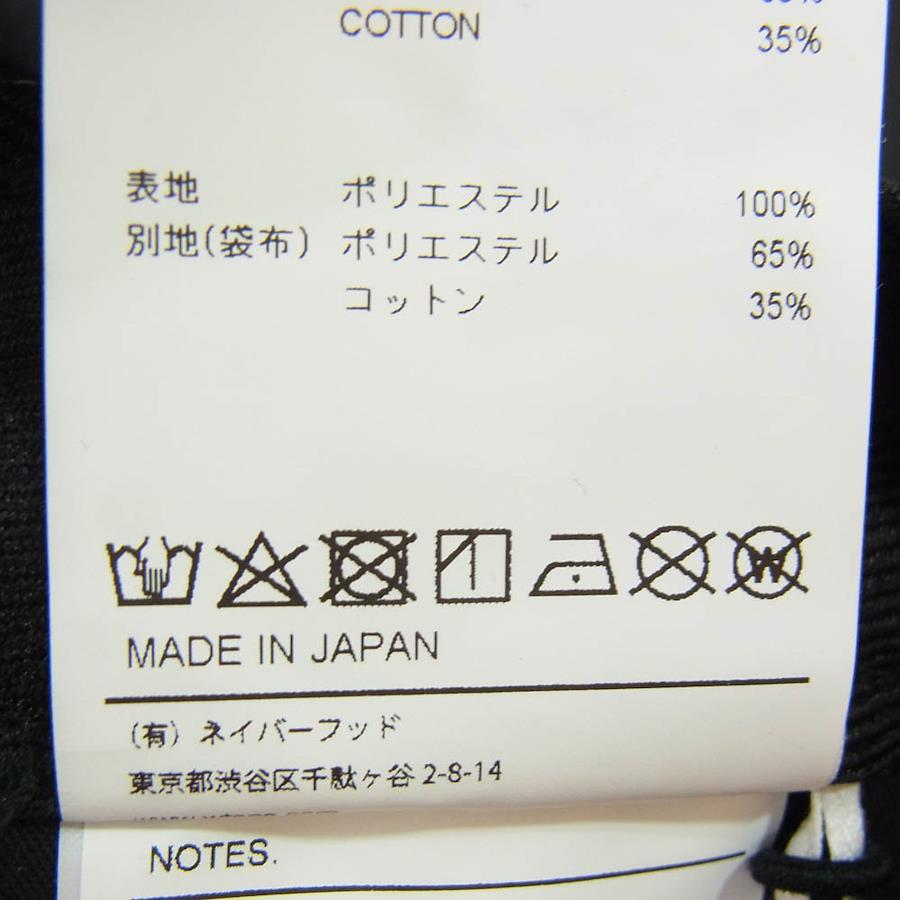 COTTON 35%
表地 ポリエステル 100%
別地(袋布) ポリエステル 65%
コットン 35%
MADE IN JAPAN
(有) ネイバーフッド
東京都渋谷区千駄ヶ谷 2-8-14
NOTES.